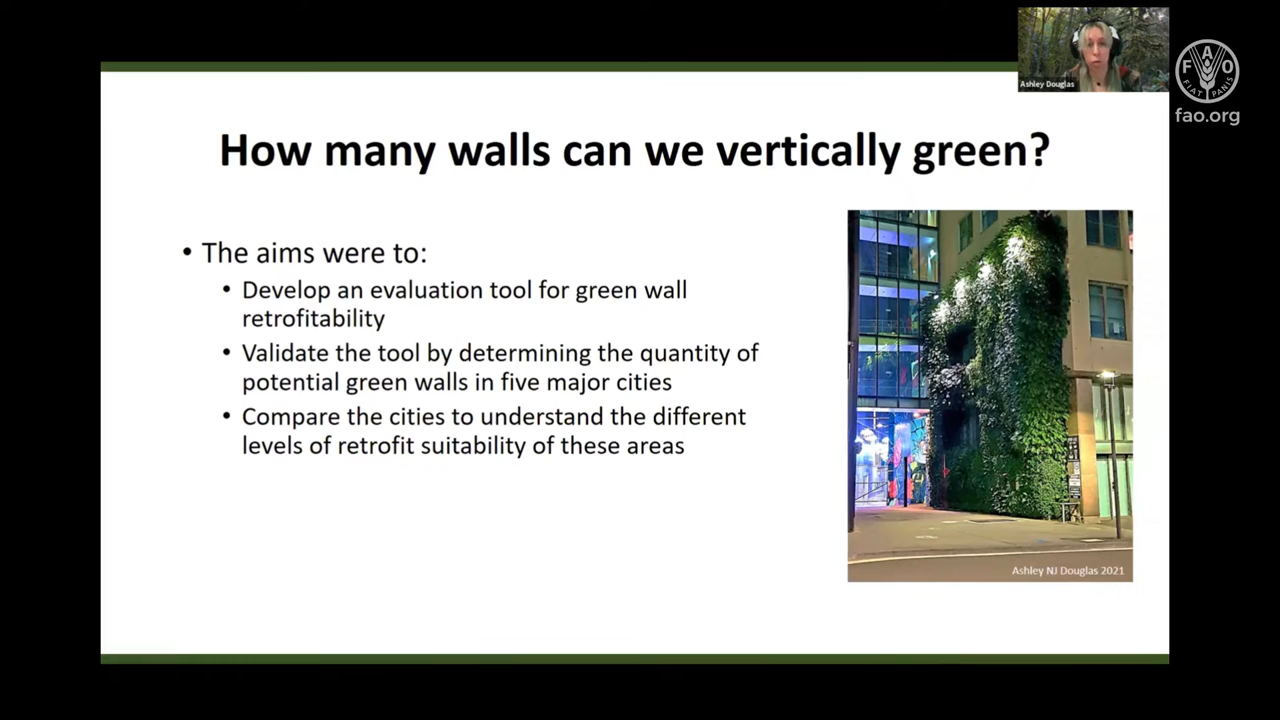 Ashley Douglas
FAO
FIAT PANIS
fao.org
How many walls can we vertically green?
• The aims were to:
• Develop an evaluation tool for green wall
retrofitability
• Validate the tool by determining the quantity of
potential green walls in five major cities
• Compare the cities to understand the different
levels of retrofit suitability of these areas
Ashley NJ Douglas 2021